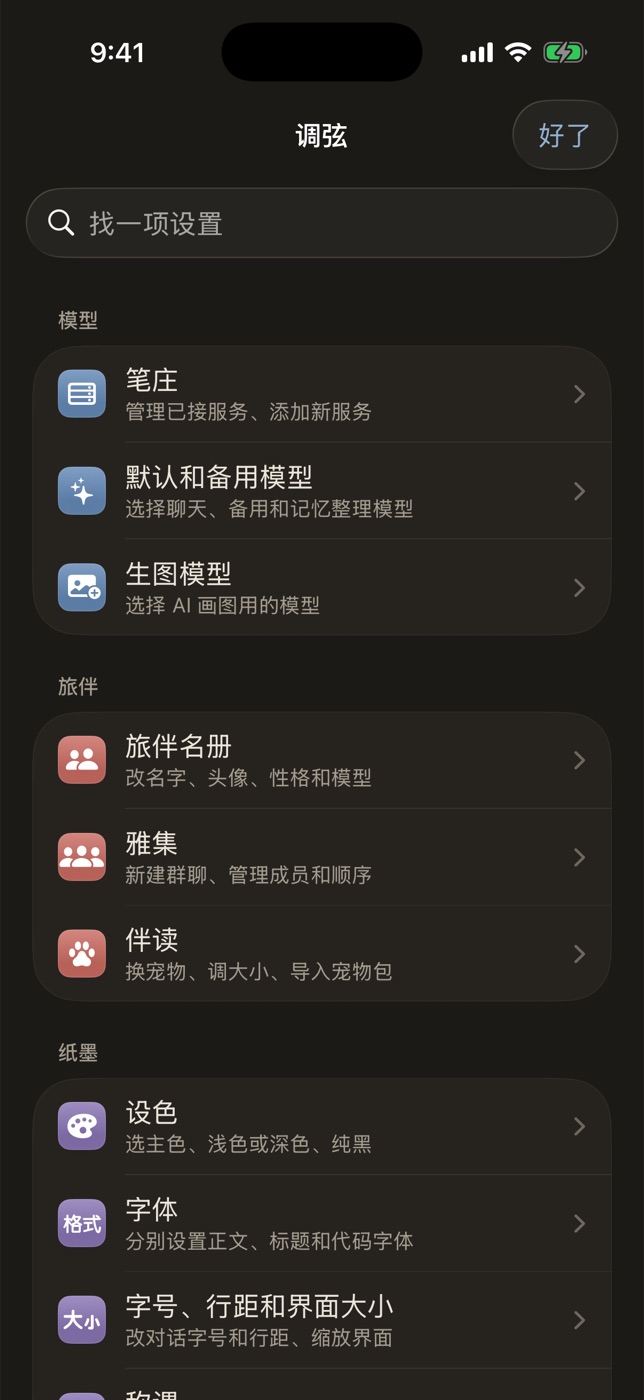 9:41
调弦
好了
找一项设置
模型
笔庄
管理已接服务、添加新服务
默认和备用模型
选择聊天、备用和记忆整理模型
生图模型
选择 AI 画图用的模型
旅伴
旅伴名册
改名字、头像、性格和模型
雅集
新建群聊、管理成员和顺序
伴读
换宠物、调大小、导入宠物包
纸墨
设色
选主色、浅色或深色、纯黑
格式
字体
分别设置正文、标题和代码字体
大小
字号、行距和界面大小
改对话字号和行距、缩放界面